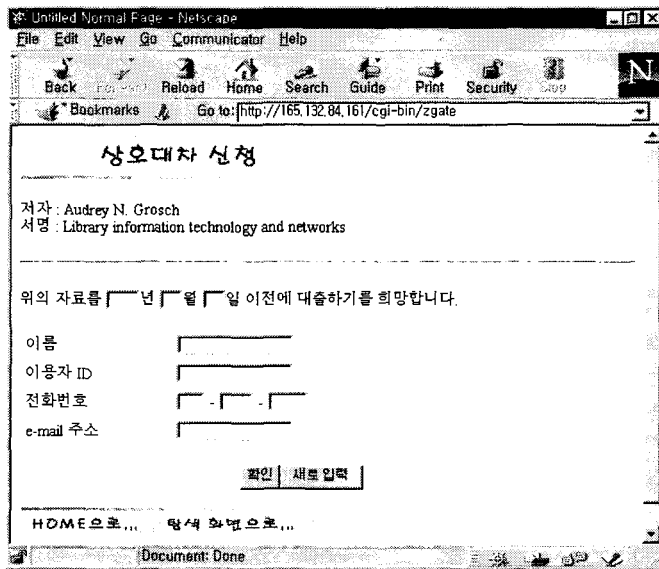 Untitled Normal Page - Netscape
File Edit View Go Communicator Help
Back Forward Reload Home Search Guide Print Security Stop
N
Bookmarks Go to: http://165.132.84.161/cgi-bin/zgate
상호대차 신청
저자 : Audrey N. Grosch
서명 : Library information technology and networks
위의 자료를 년 월 일 이전에 대출하기를 희망합니다.
이름
이용자 ID
전화번호 - -
e-mail 주소
확인 새로 입력
HOME으로... 탐색 화면으로...
Document: Done